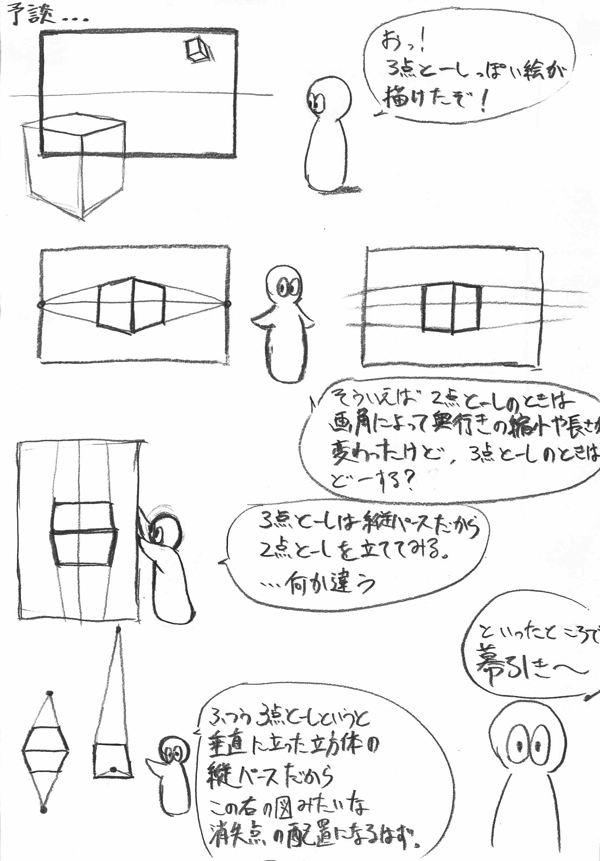 予談...
おっ!
3点とーしっぽい絵が
描けたぞ!
そういえば 2点とーしのときは
画角によって奥行きの縮小や長さが
変わったけど、3点とーしのときは
どーする?
3点とーしは縦パースだから
2点とーしを立ててみる。
…何か違う
といったところで
幕引き〜
ふつう 3点とーしというと
垂直に立った立方体の
縦パースだから
この右の図みたいな
消失点の配置になるはず。